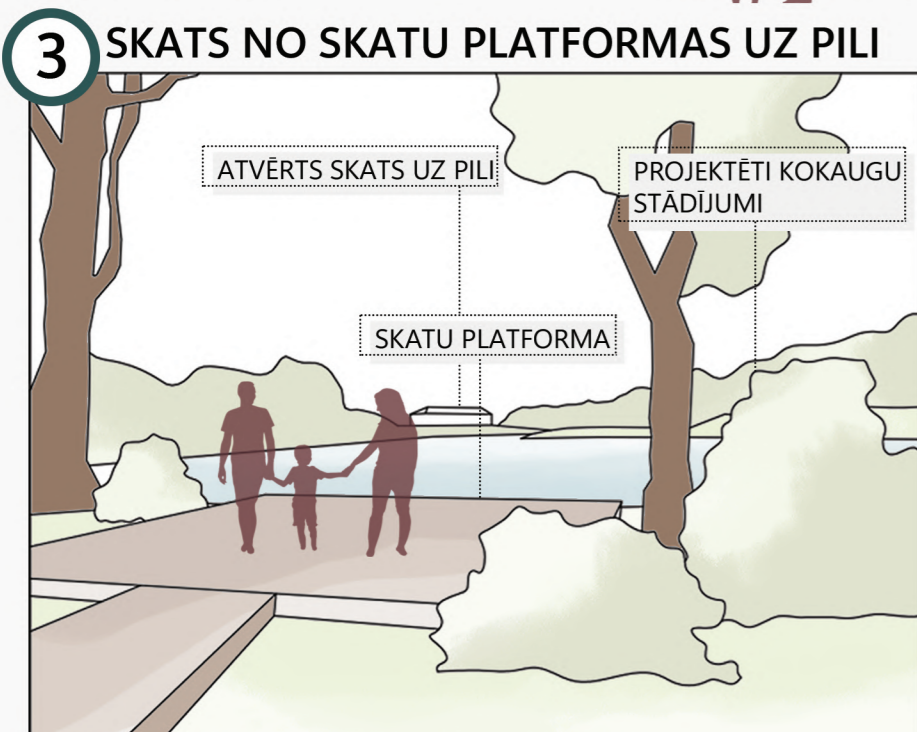 3 SKATS NO SKATU PLATFORMAS UZ PILI
ATVĒRTS SKATS UZ PILI
PROJEKTĒTI KOKAUGU
STĀDĪJUMI
SKATU PLATFORMA